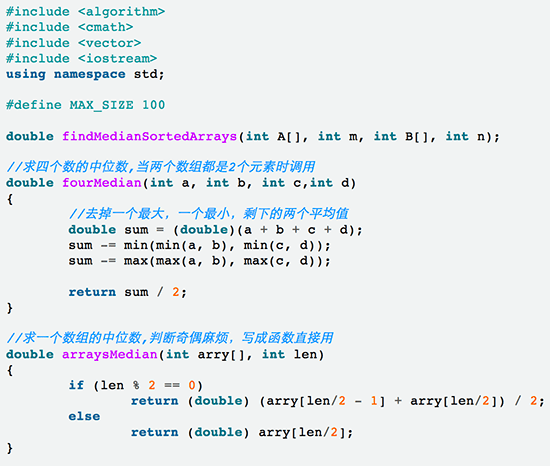 #include <algorithm>
#include <cmath>
#include <vector>
#include <iostream>
using namespace std;

#define MAX_SIZE 100

double findMedianSortedArrays(int A[], int m, int B[], int n);

//求四个数的中位数,当两个数组都是2个元素时调用
double fourMedian(int a, int b, int c,int d)
{
        //去掉一个最大，一个最小，剩下的两个平均值
        double sum = (double)(a + b + c + d);
        sum -= min(min(a, b), min(c, d));
        sum -= max(max(a, b), max(c, d));

        return sum / 2;
}

//求一个数组的中位数,判断奇偶麻烦，写成函数直接用
double arraysMedian(int arry[], int len)
{
        if (len % 2 == 0)
                return (double) (arry[len/2 - 1] + arry[len/2]) / 2;
        else
                return (double) arry[len/2];
}